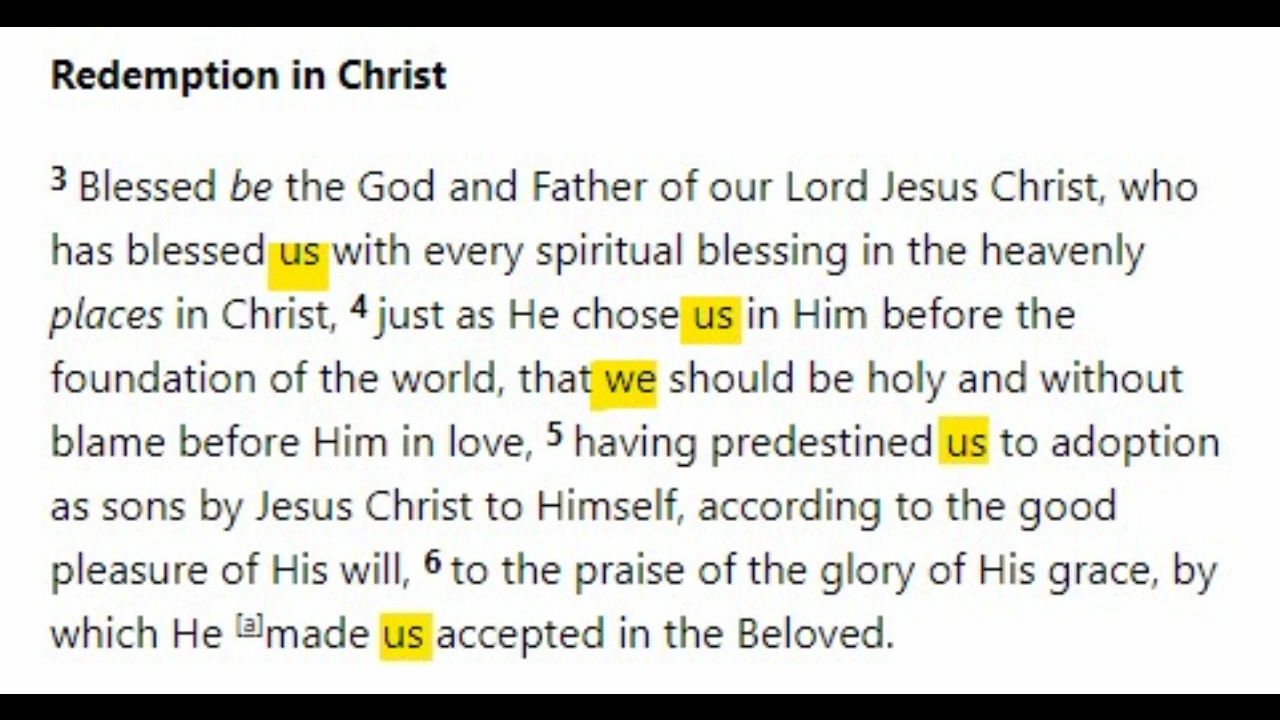 Redemption in Christ
3 Blessed be the God and Father of our Lord Jesus Christ, who
has blessed us with every spiritual blessing in the heavenly
places in Christ, 4 just as He chose us in Him before the
foundation of the world, that we should be holy and without
blame before Him in love, 5 having predestined us to adoption
as sons by Jesus Christ to Himself, according to the good
pleasure of His will, 6 to the praise of the glory of His grace, by
which He [a]made us accepted in the Beloved.